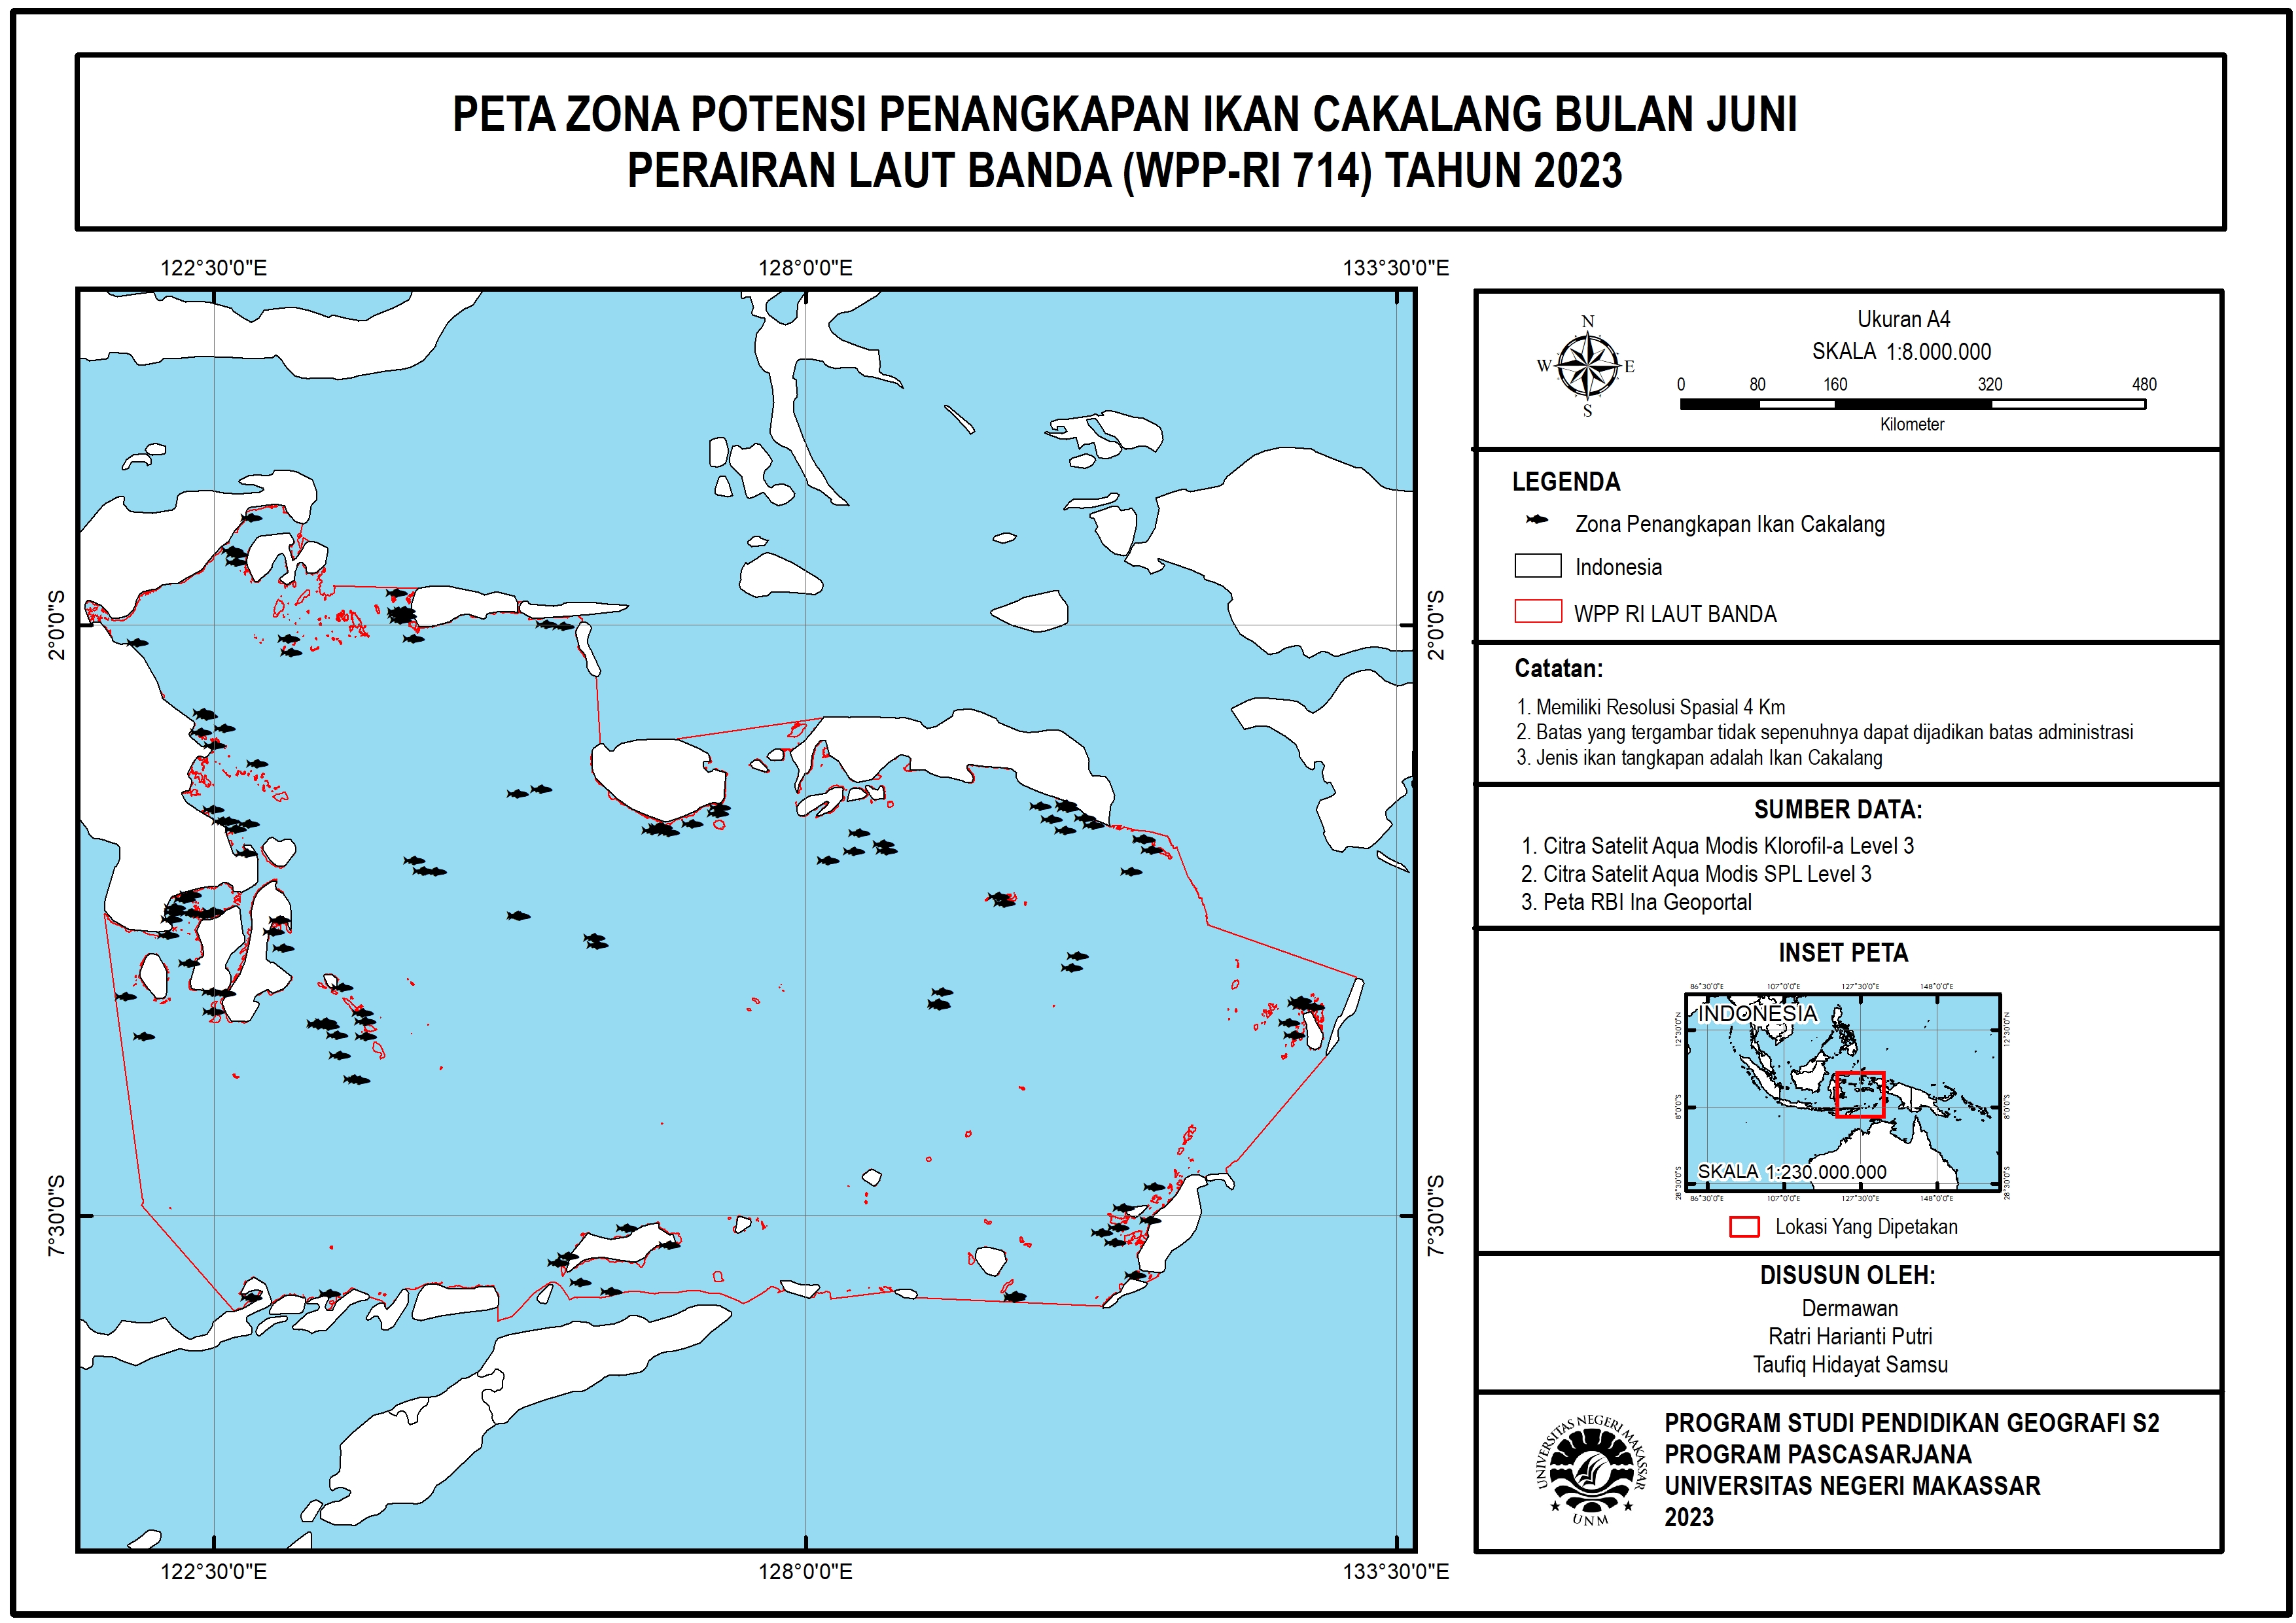 PETA ZONA POTENSI PENANGKAPAN IKAN CAKALANG BULAN JUNI
PERAIRAN LAUT BANDA (WPP-RI 714) TAHUN 2023
122°30'0"E
128°0'0"E
133°30'0"E
2°0'0"S
2°0'0"S
7°30'0"S
7°30'0"S
122°30'0"E
128°0'0"E
133°30'0"E
N
W
E
S
Ukuran A4
SKALA 1:8.000.000
0 80 160 320 480
Kilometer
LEGENDA
Zona Penangkapan Ikan Cakalang
Indonesia
WPP RI LAUT BANDA
Catatan:
1. Memiliki Resolusi Spasial 4 Km
2. Batas yang tergambar tidak sepenuhnya dapat dijadikan batas administrasi
3. Jenis ikan tangkapan adalah Ikan Cakalang
SUMBER DATA:
1. Citra Satelit Aqua Modis Klorofil-a Level 3
2. Citra Satelit Aqua Modis SPL Level 3
3. Peta RBI Ina Geoportal
INSET PETA
86°30'0"E 107°0'0"E 127°30'0"E 148°0'0"E
INDONESIA
12°30'0"N
12°30'0"N
8°0'0"S
8°0'0"S
28°30'0"S
28°30'0"S
SKALA 1:230.000.000
86°30'0"E 107°0'0"E 127°30'0"E 148°0'0"E
Lokasi Yang Dipetakan
DISUSUN OLEH:
Dermawan
Ratri Harianti Putri
Taufiq Hidayat Samsu
UNIVERSITAS NEGERI MAKASSAR
UNM
PROGRAM STUDI PENDIDIKAN GEOGRAFI S2
PROGRAM PASCASARJANA
UNIVERSITAS NEGERI MAKASSAR
2023